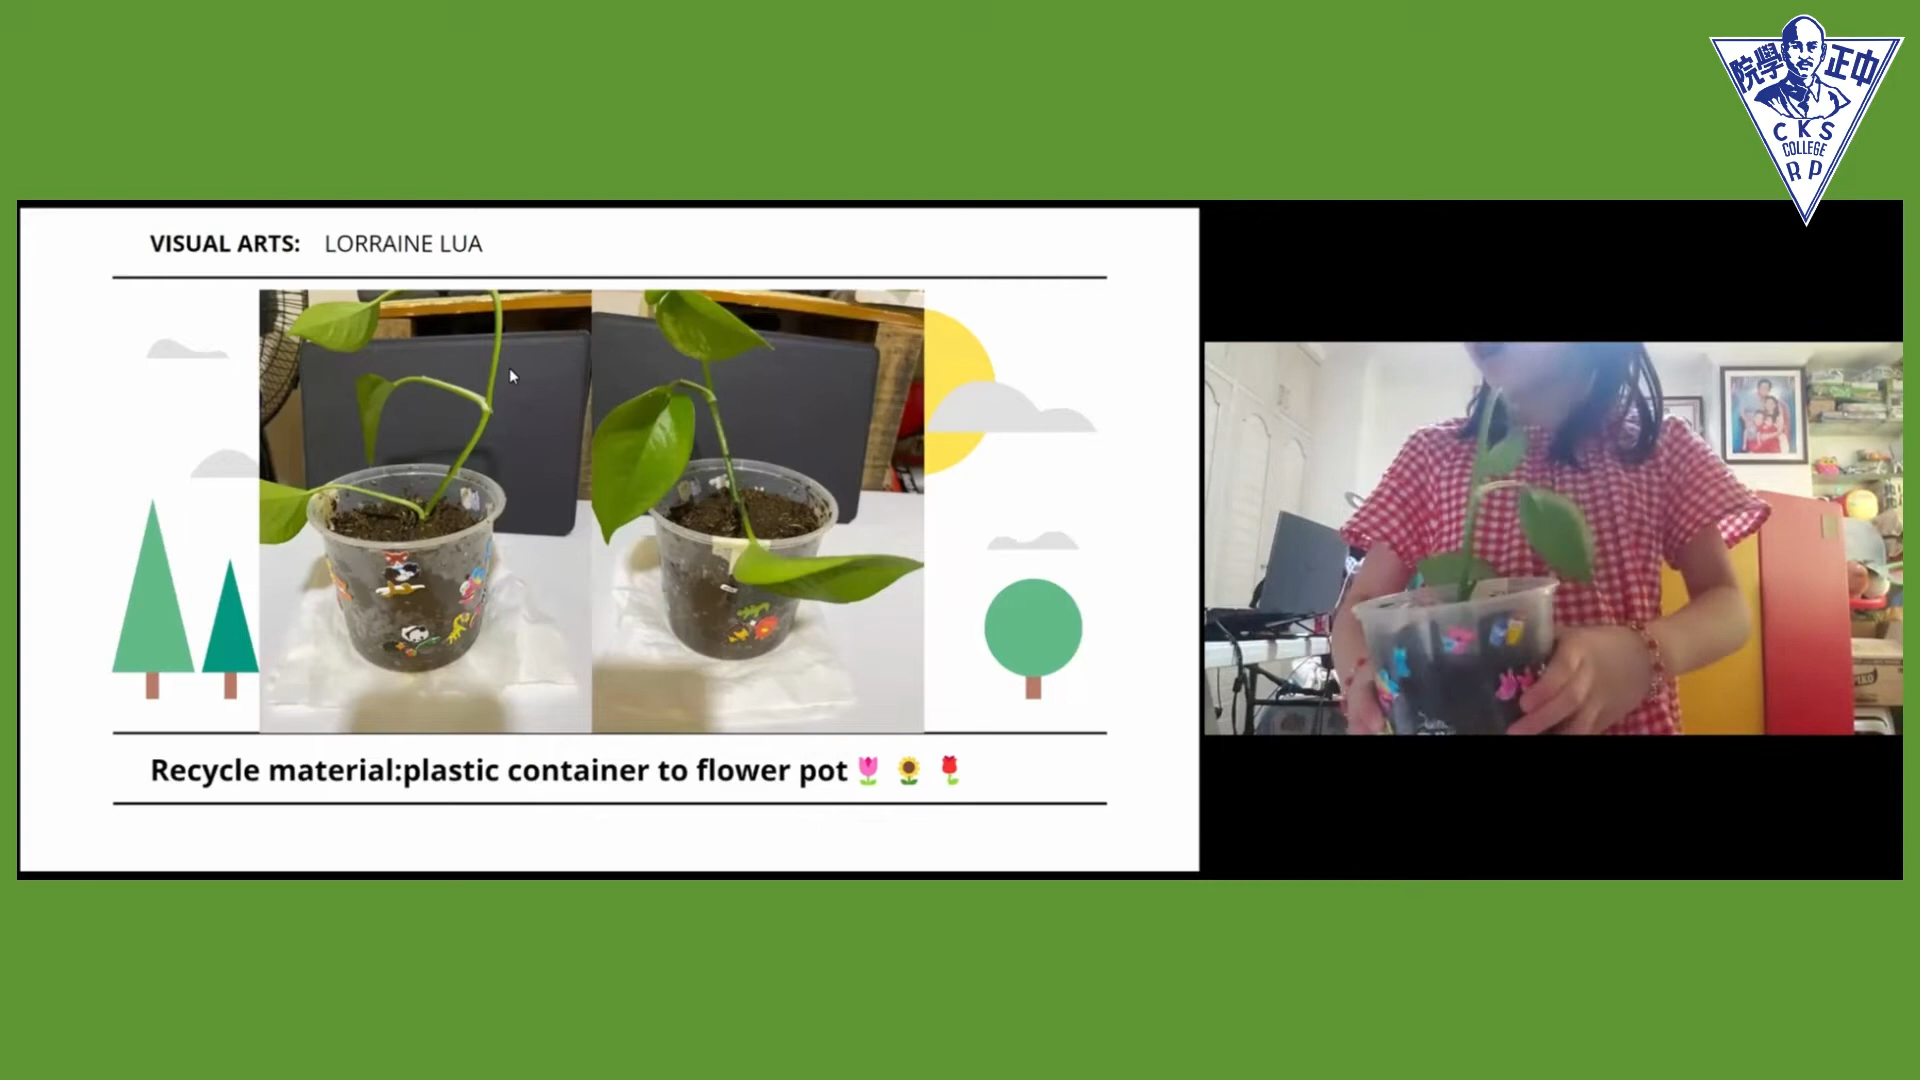 院學 正中
CKS
COLLEGE
RP
VISUAL ARTS: LORRAINE LUA
Recycle material:plastic container to flower pot🌷 🌻 🌹